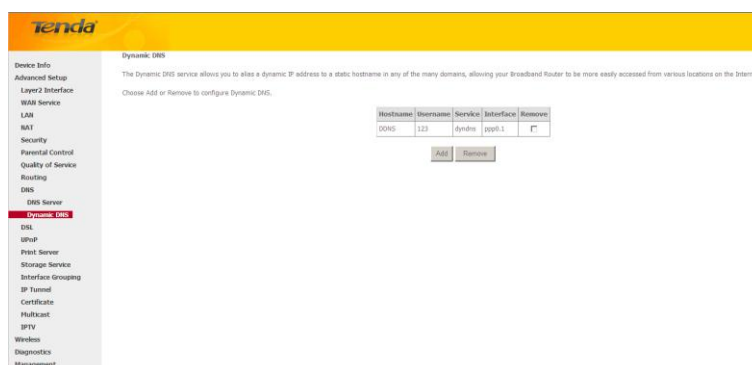 Tenda
Device Info
Advanced Setup
Layer2 Interface
WAN Service
LAN
NAT
Security
Parental Control
Quality of Service
Routing
DNS
DNS Server
Dynamic DNS
DSL
UPnP
Print Server
Storage Service
Interface Grouping
IP Tunnel
Certificate
Multicast
IPTV
Wireless
Diagnostics
Management
Dynamic DNS
The Dynamic DNS service allows you to alias a dynamic IP address to a static hostname in any of the many domains, allowing your Broadband Router to be more easily accessed from various locations on the Intern
Choose Add or Remove to configure Dynamic DNS.
Hostname Username Service Interface Remove
DDNS 123 dyndns ppp0.1
Add Remove